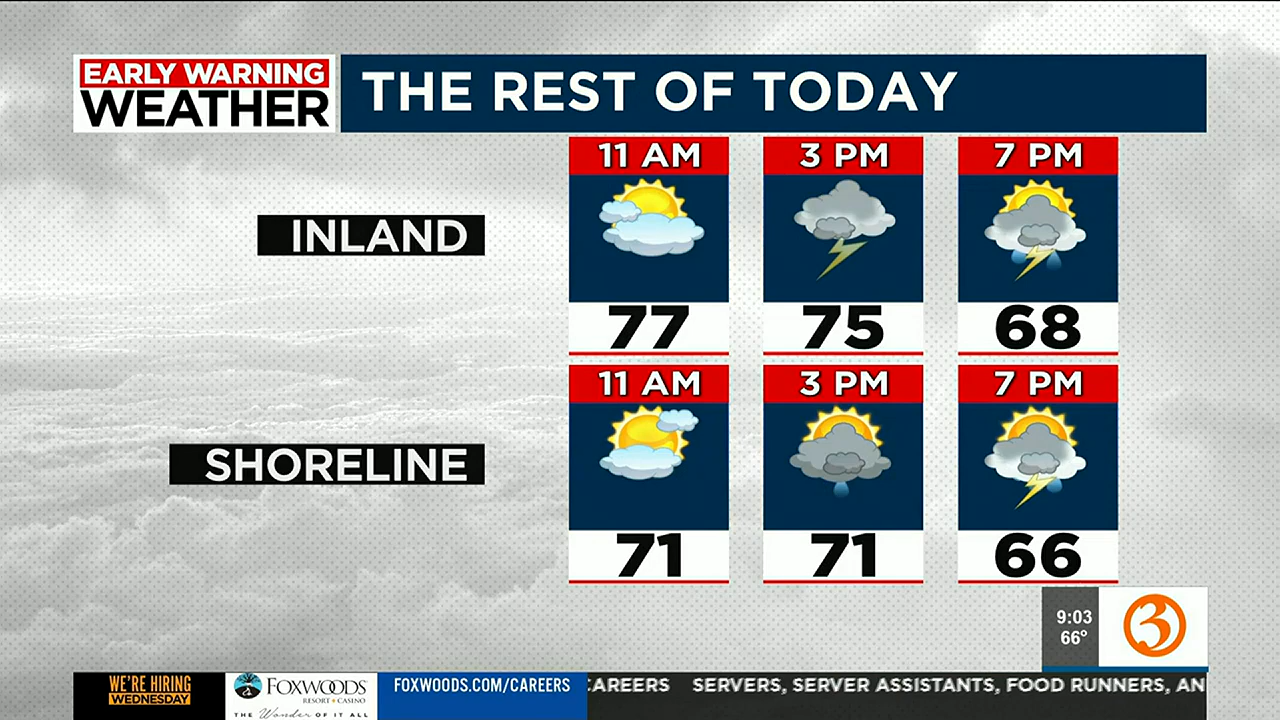 EARLY WARNING
WEATHER
THE REST OF TODAY
11 AM
3 PM
7 PM
INLAND
77
75
68
11 AM
3 PM
7 PM
SHORELINE
71
71
66
9:03
66°
3
WE'RE HIRING
WEDNESDAY
FOXWOODS
RESORT • CASINO
THE Wonder OF IT ALL
FOXWOODS.COM/CAREERS
CAREERS SERVERS, SERVER ASSISTANTS, FOOD RUNNERS, AN